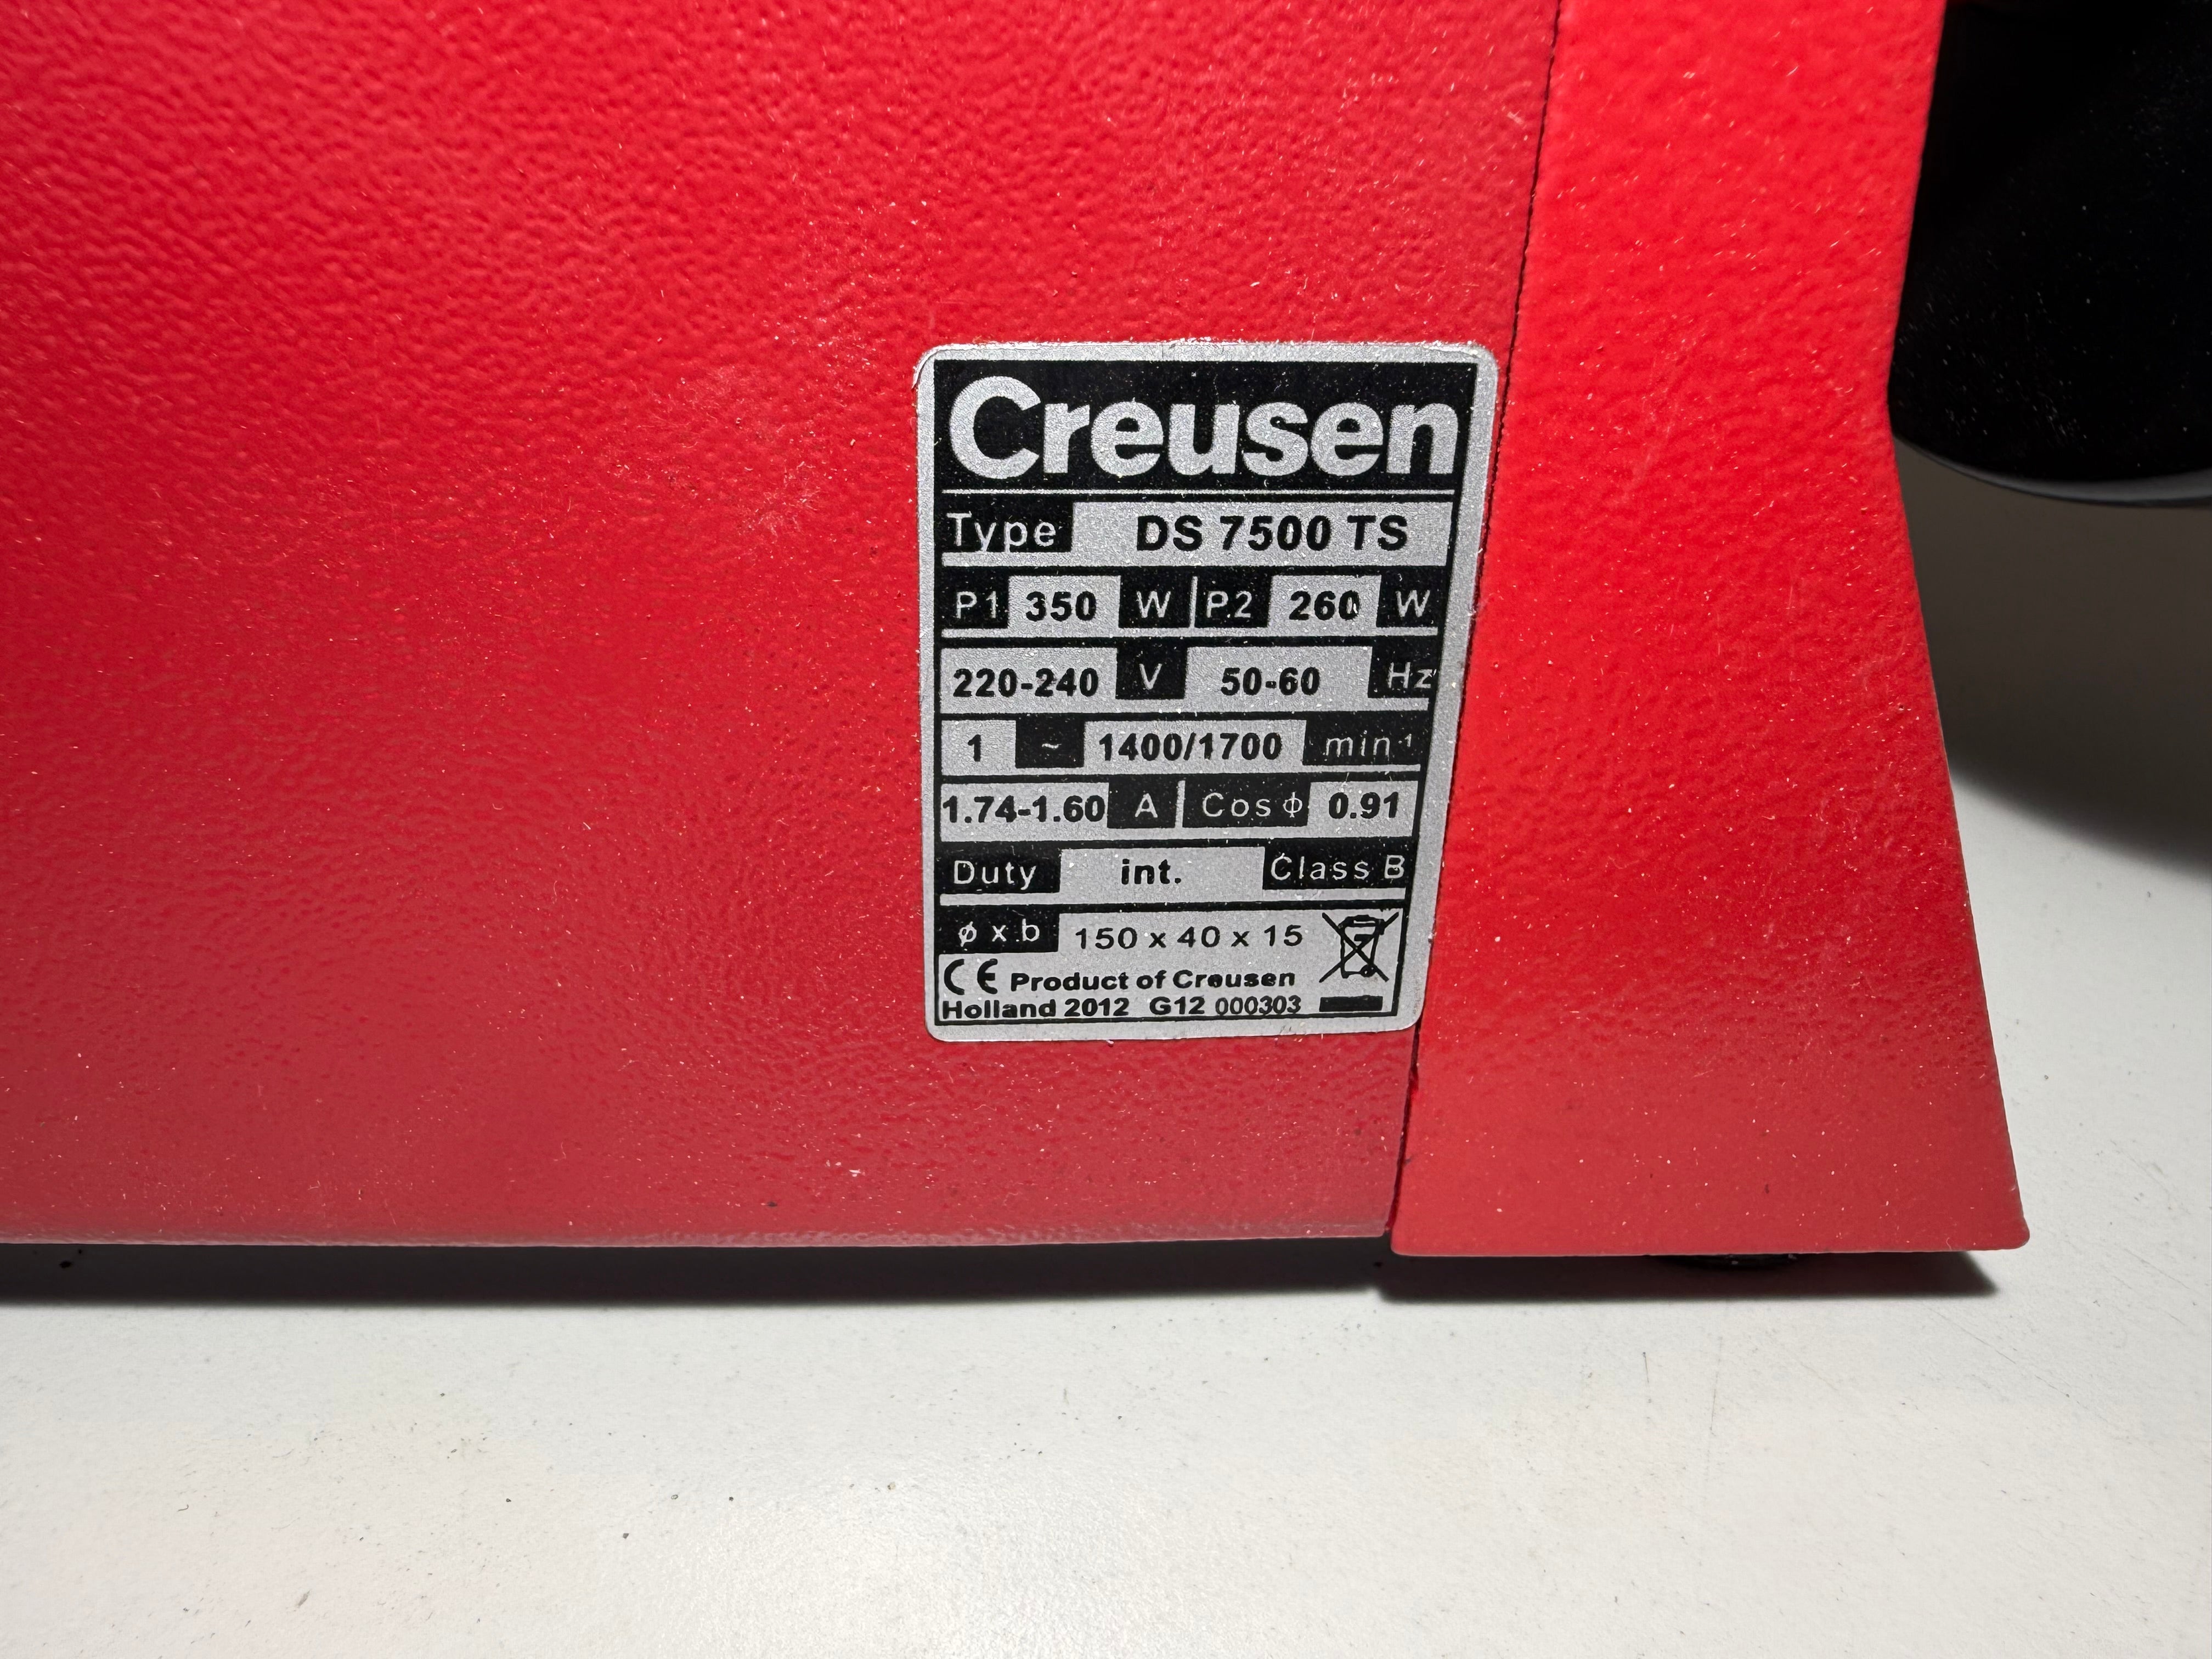 Creusen
Type DS 7500 TS
P1 350 W P2 260 W
220-240 V 50-60 Hz
1 ~ 1400/1700 min-1
1.74-1.60 A Cos ϕ 0.91
Duty int. Class B
ø x b 150 x 40 x 15
CE Product of Creusen
Holland 2012 G12 000303